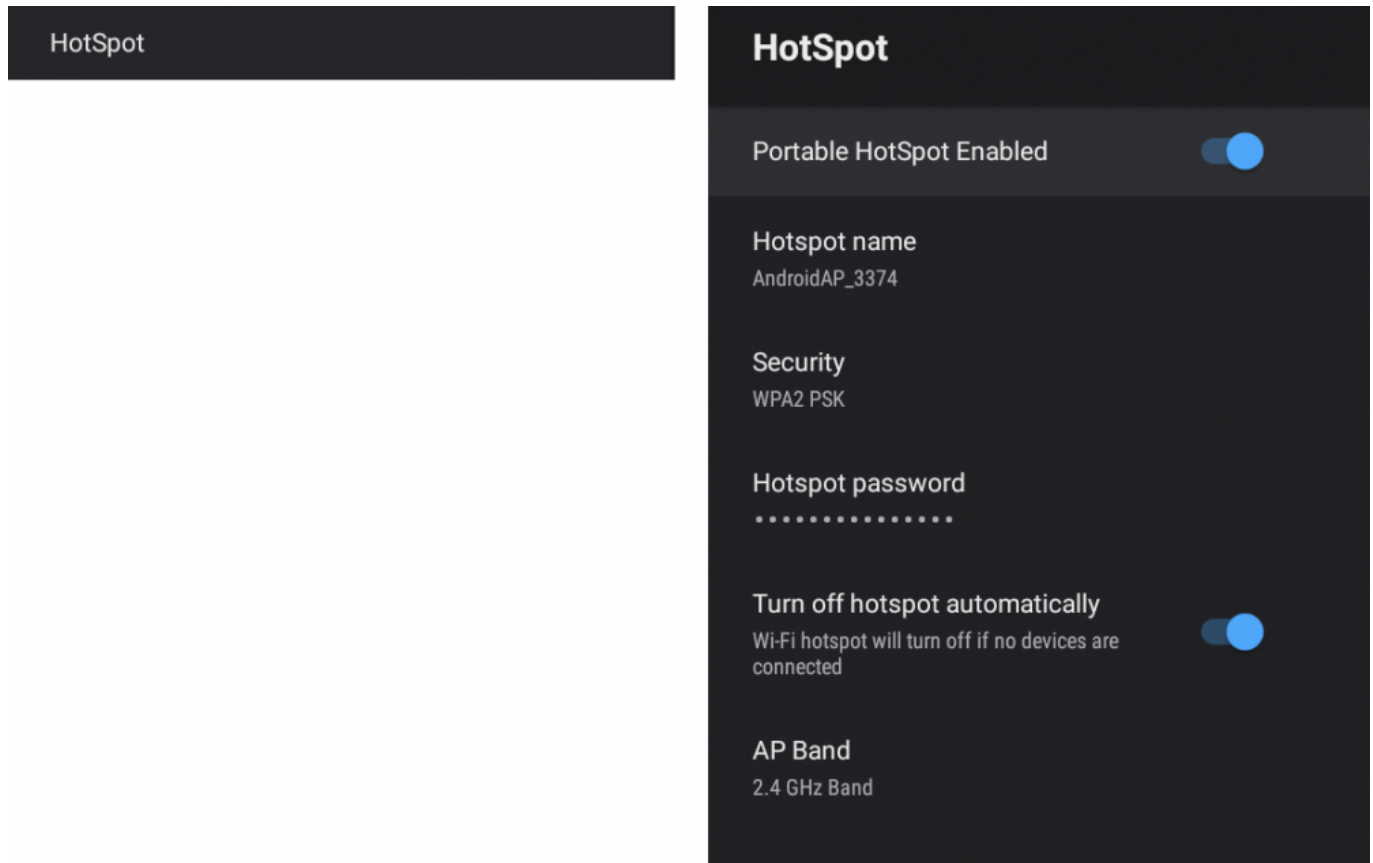 HotSpot
HotSpot
Portable HotSpot Enabled
Hotspot name
AndroidAP_3374
Security
WPA2 PSK
Hotspot password
•••••••••••••••
Turn off hotspot automatically
Wi-Fi hotspot will turn off if no devices are
connected
AP Band
2.4 GHz Band